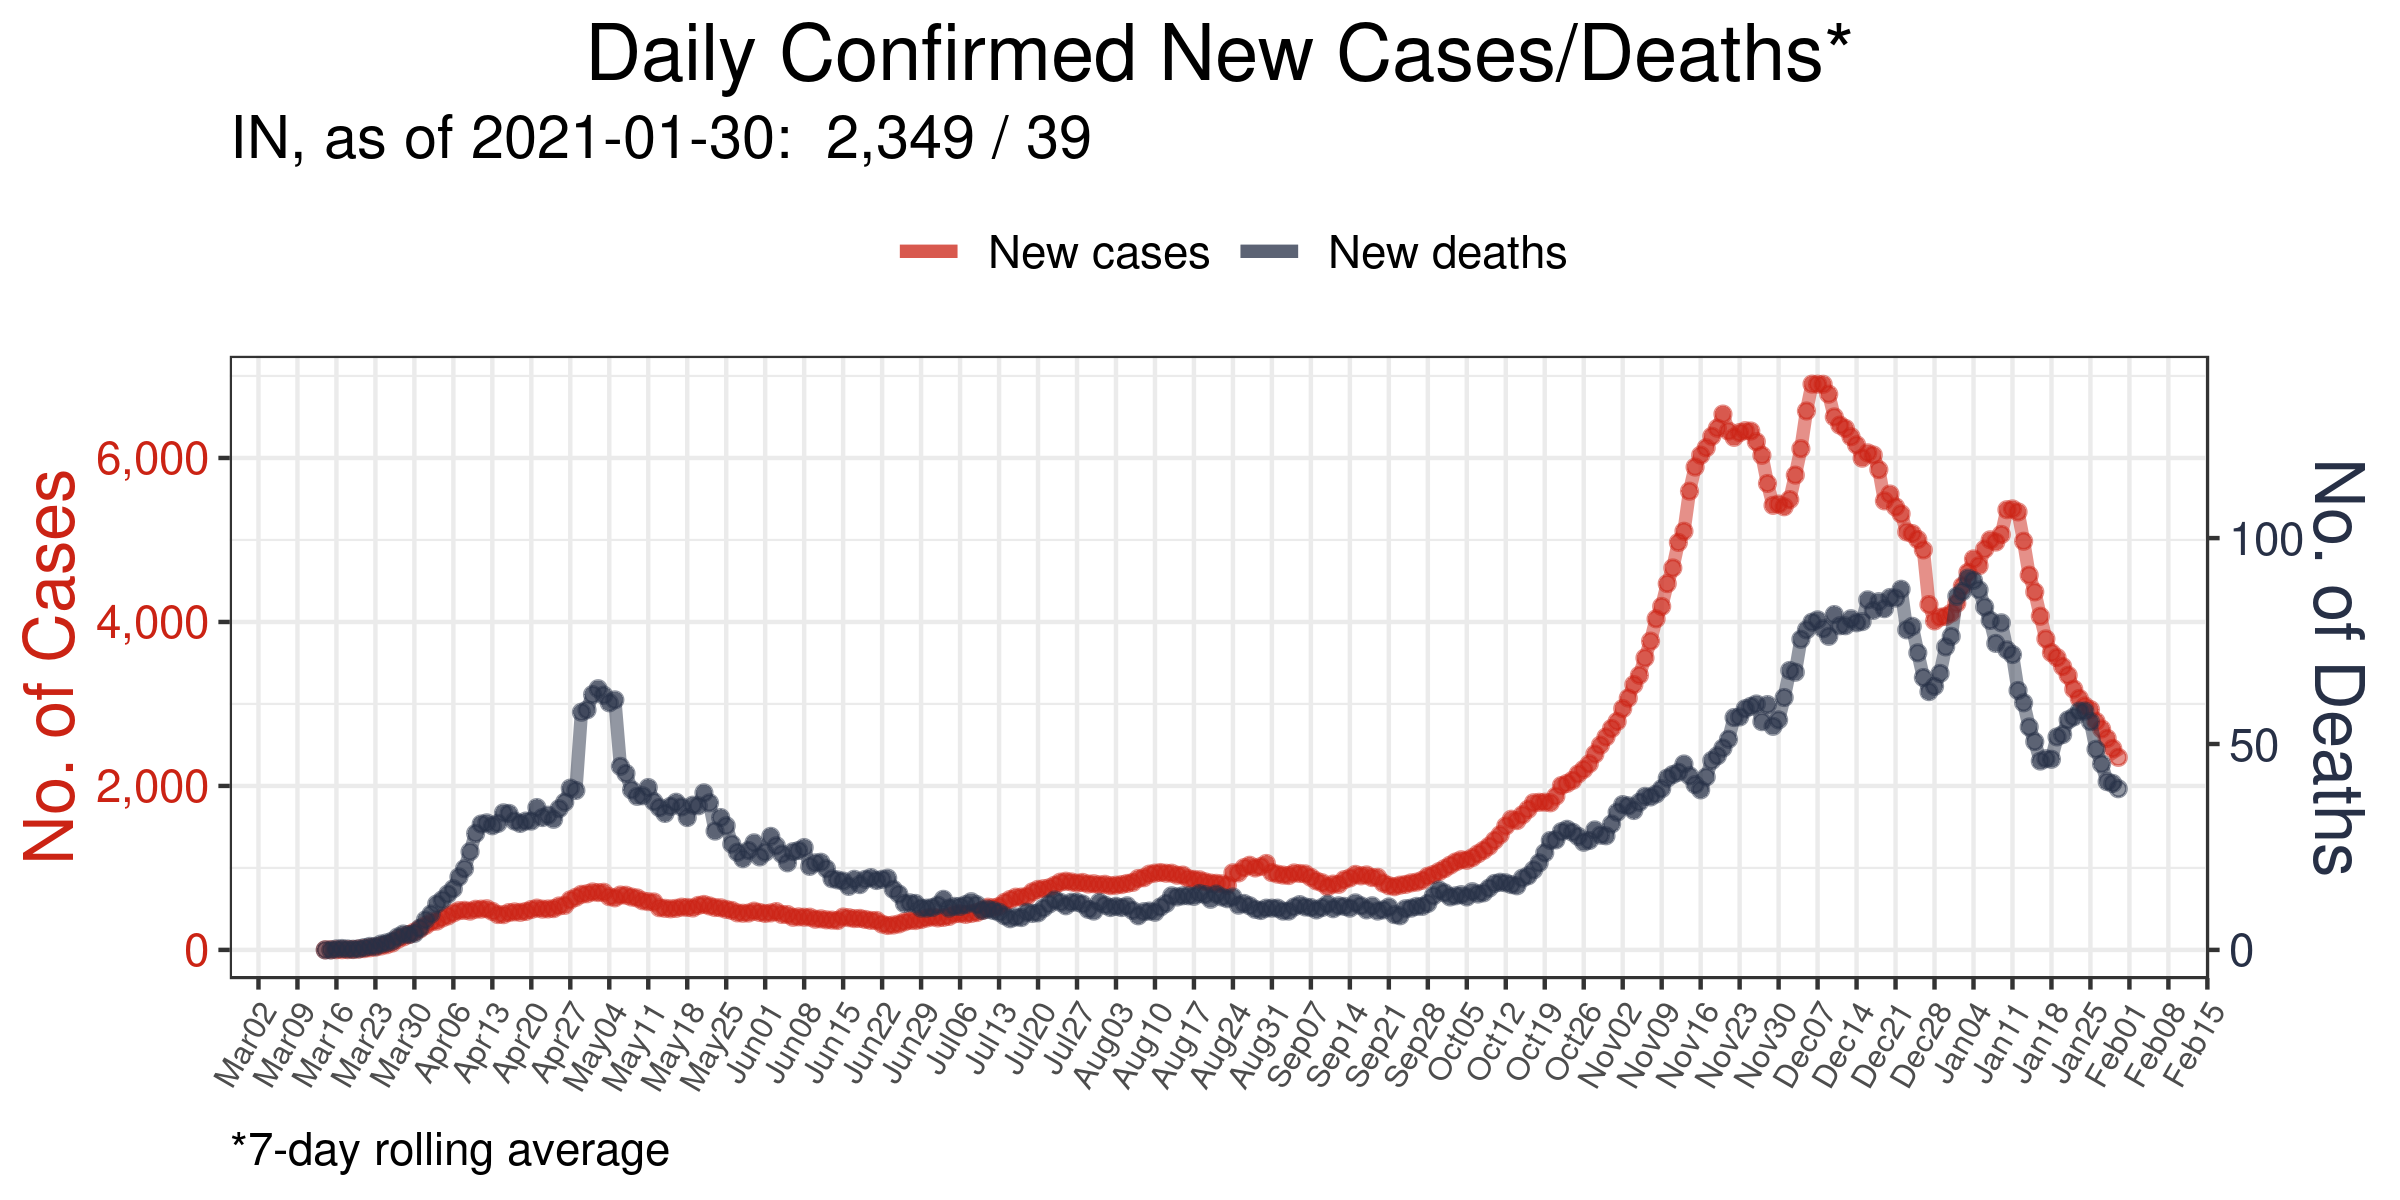 Daily Confirmed New Cases/Deaths*
IN, as of 2021-01-30:  2,349 / 39
New cases
New deaths
No. of Cases
6,000
4,000
2,000
0
No. of Deaths
100
50
0
Mar02
Mar09
Mar16
Mar23
Mar30
Apr06
Apr13
Apr20
Apr27
May04
May11
May18
May25
Jun01
Jun08
Jun15
Jun22
Jun29
Jul06
Jul13
Jul20
Jul27
Aug03
Aug10
Aug17
Aug24
Aug31
Sep07
Sep14
Sep21
Sep28
Oct05
Oct12
Oct19
Oct26
Nov02
Nov09
Nov16
Nov23
Nov30
Dec07
Dec14
Dec21
Dec28
Jan04
Jan11
Jan18
Jan25
Feb01
Feb08
Feb15
*7-day rolling average